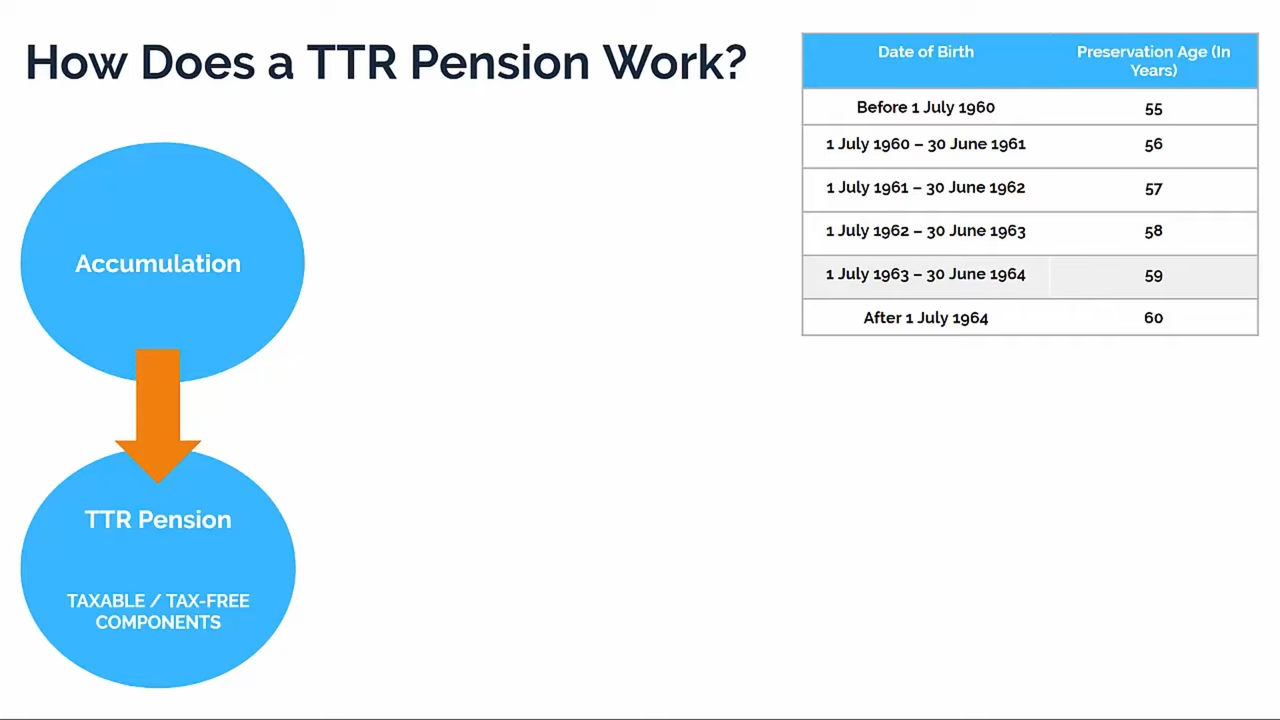 How Does a TTR Pension Work?
Date of Birth Preservation Age (In
Years)
Before 1 July 1960 55
1 July 1960 – 30 June 1961 56
1 July 1961 – 30 June 1962 57
1 July 1962 – 30 June 1963 58
1 July 1963 – 30 June 1964 59
After 1 July 1964 60
Accumulation
TTR Pension
TAXABLE / TAX-FREE
COMPONENTS